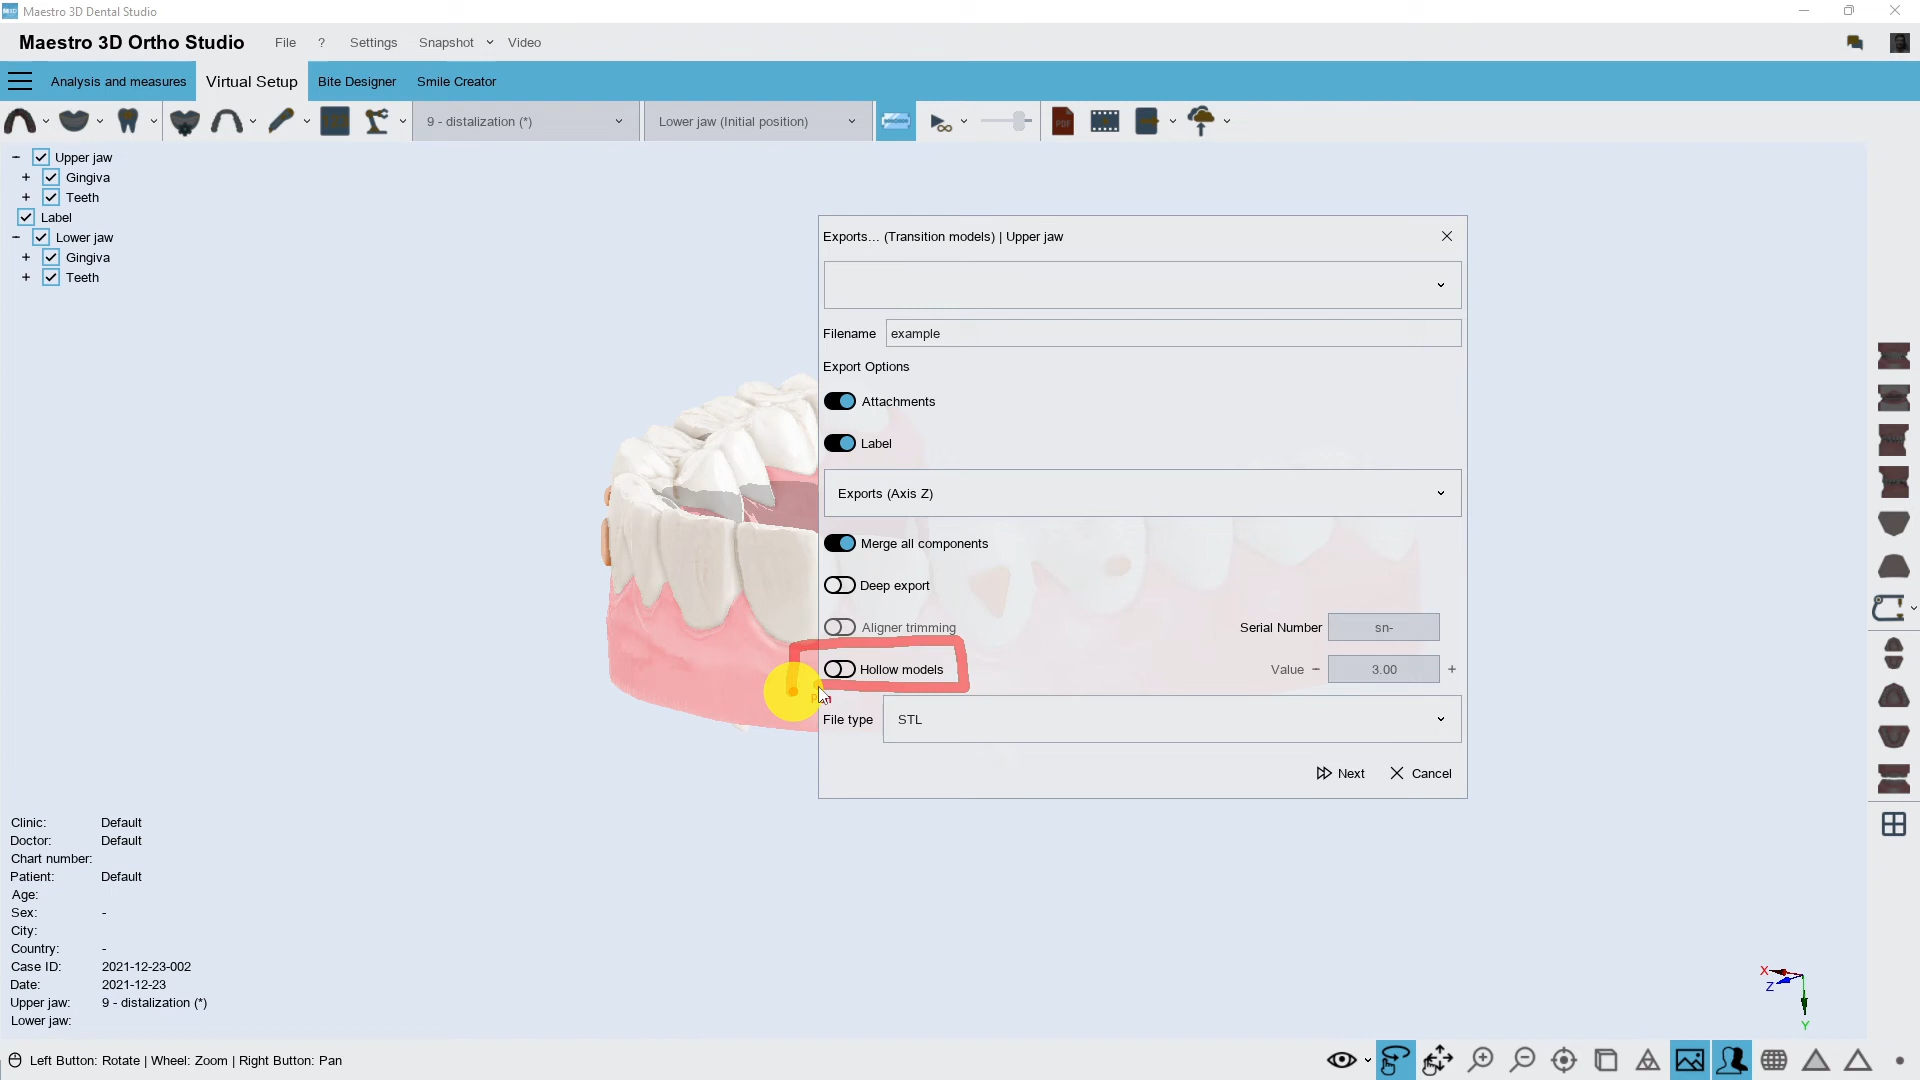 Maestro 3D Dental Studio
Maestro 3D Ortho Studio File ? Settings Snapshot Video
Analysis and measures Virtual Setup Bite Designer Smile Creator
9 - distalization (*) Lower jaw (Initial position) PDF
Upper jaw
Gingiva
Teeth
Label
Lower jaw
Gingiva
Teeth
Exports... (Transition models) | Upper jaw
Filename example
Export Options
Attachments
Label
Exports (Axis Z)
Merge all components
Deep export
Aligner trimming Serial Number sn-
Hollow models Value − 3.00 +
File type STL
Next Cancel
Clinic: Default
Doctor: Default
Chart number:
Patient: Default
Age:
Sex: -
City:
Country: -
Case ID: 2021-12-23-002
Date: 2021-12-23
Upper jaw: 9 - distalization (*)
Lower jaw:
X
Z
Y
Left Button: Rotate | Wheel: Zoom | Right Button: Pan